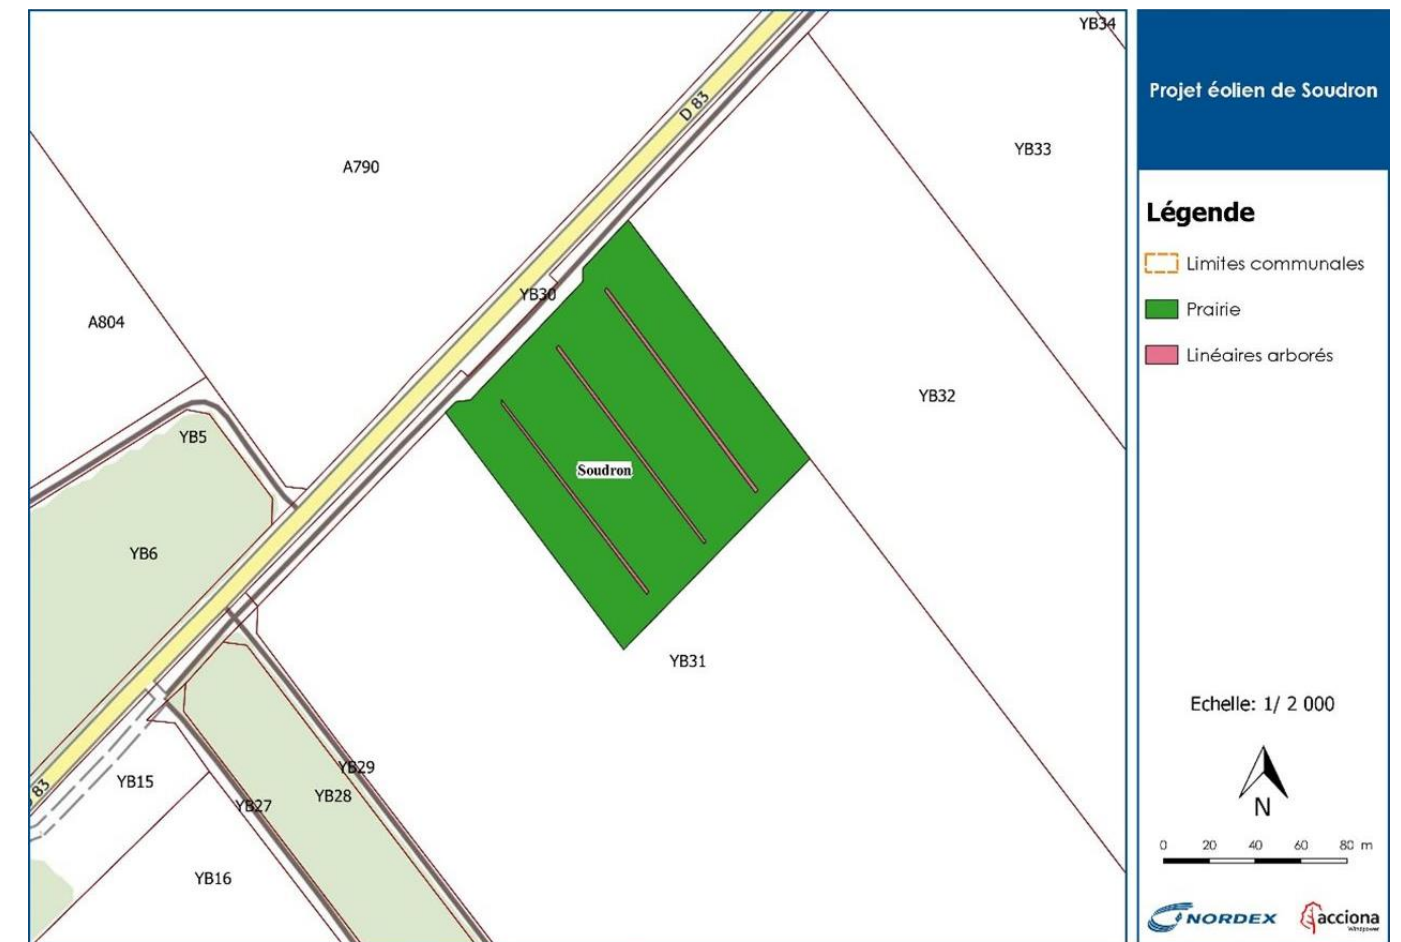 YB34
D 83
A790
YB33
YB30
A804
YB32
YB5
Soudron
YB6
YB31
YB29
YB15
YB28
YB27
83
YB16
Projet éolien de Soudron
Légende
Limites communales
Prairie
Linéaires arborés
Echelle: 1/ 2 000
N
0 20 40 60 80 m
NORDEX
acciona
Windpower